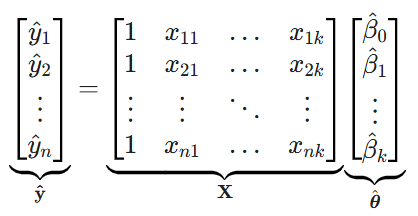 ŷ₁ 1 x₁₁ … x₁ₖ β̂₀
ŷ₂ = 1 x₂₁ … x₂ₖ β̂₁
⋮ ⋮ ⋮ ⋱ ⋮ ⋮
ŷₙ 1 xₙ₁ … xₙₖ β̂ₖ
ŷ X θ̂